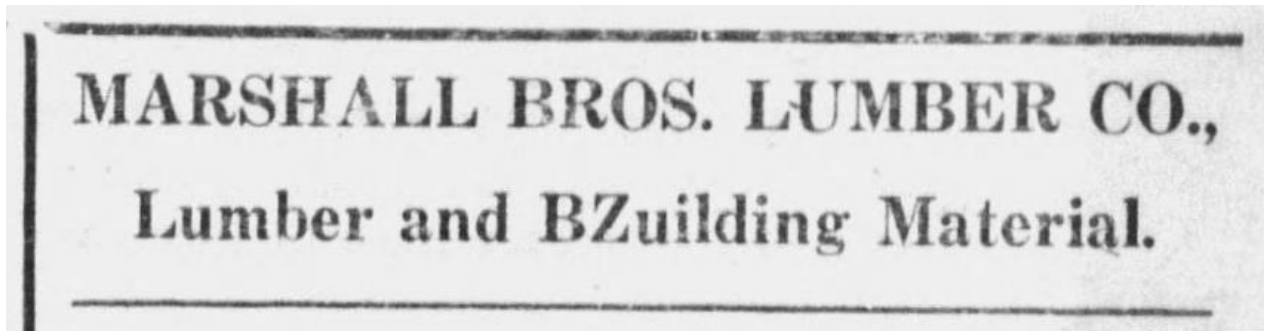 MARSHALL BROS. LUMBER CO.,
Lumber and BZuilding Material.